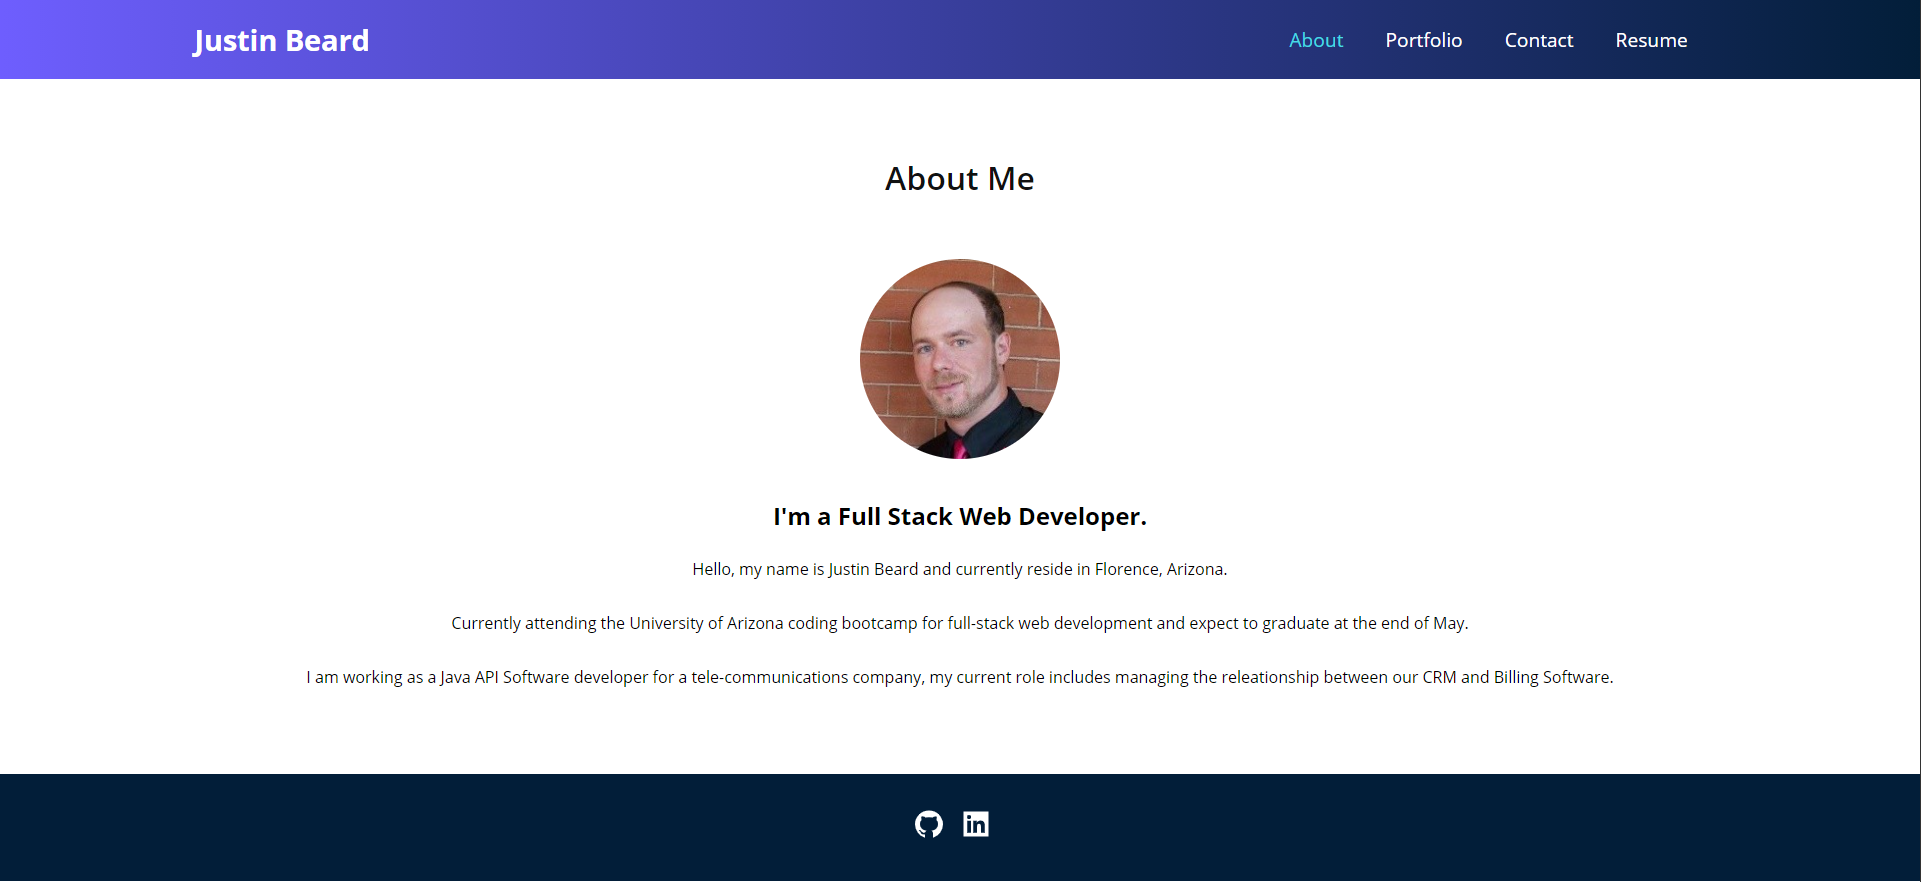 Justin Beard
About Portfolio Contact Resume
About Me
I'm a Full Stack Web Developer.
Hello, my name is Justin Beard and currently reside in Florence, Arizona.
Currently attending the University of Arizona coding bootcamp for full-stack web development and expect to graduate at the end of May.
I am working as a Java API Software developer for a tele-communications company, my current role includes managing the releationship between our CRM and Billing Software.
in